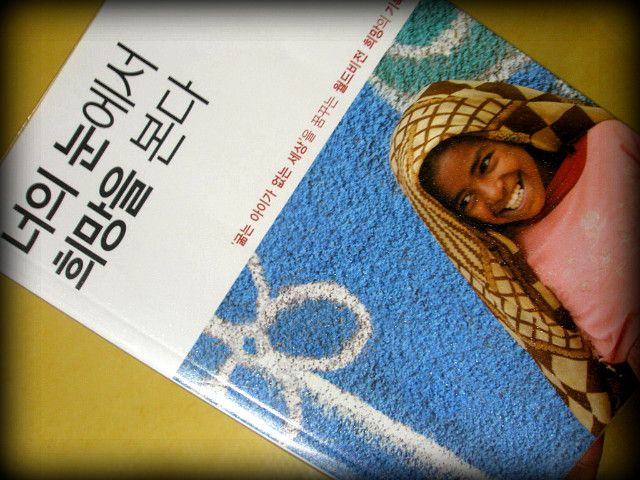 너의 눈에서
희망을 본다
'굶는 아이가 없는 세상'을 꿈꾸는 월드비전 희망의